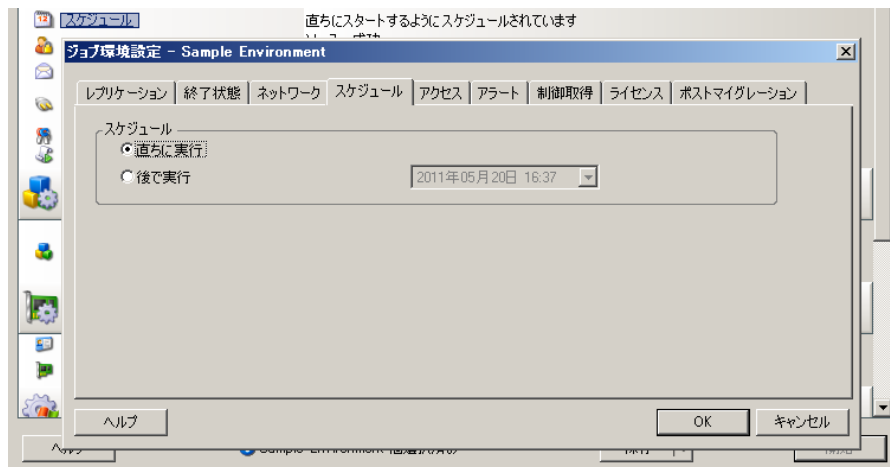 スケジュール
直ちにスタートするようにスケジュールされています
ジョブ環境設定 - Sample Environment
レプリケーション 終了状態 ネットワーク スケジュール アクセス アラート 制御取得 ライセンス ポストマイグレーション
スケジュール
直ちに実行
後で実行 2011年05月20日 16:37
ヘルプ OK キャンセル